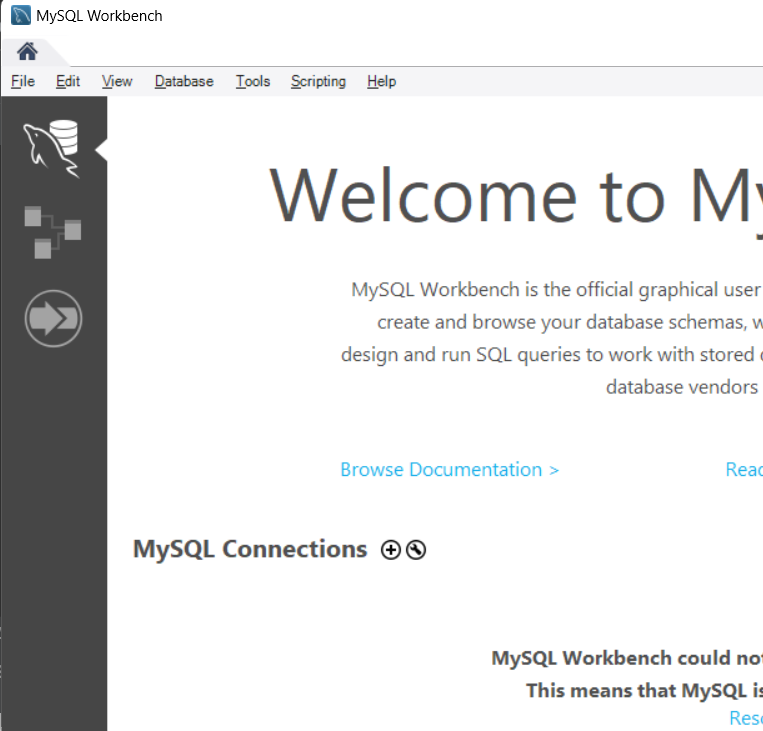 MySQL Workbench
File Edit View Database Tools Scripting Help
Welcome to My
MySQL Workbench is the official graphical user
create and browse your database schemas, w
design and run SQL queries to work with stored
database vendors
Browse Documentation >
Read
MySQL Connections
MySQL Workbench could not
This means that MySQL is
Reso